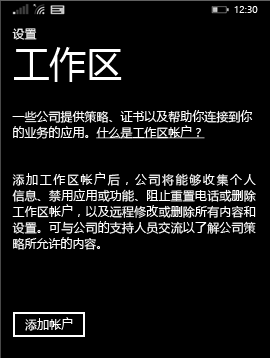 12:30
设置
工作区
一些公司提供策略、证书以及帮助你连接到你
的业务的应用。什么是工作区帐户？
添加工作区帐户后，公司将能够收集个人
信息、禁用应用或功能、阻止重置电话或删除
工作区帐户，以及远程修改或删除所有内容和
设置。可与公司的支持人员交流以了解公司策
略所允许的内容。
添加帐户